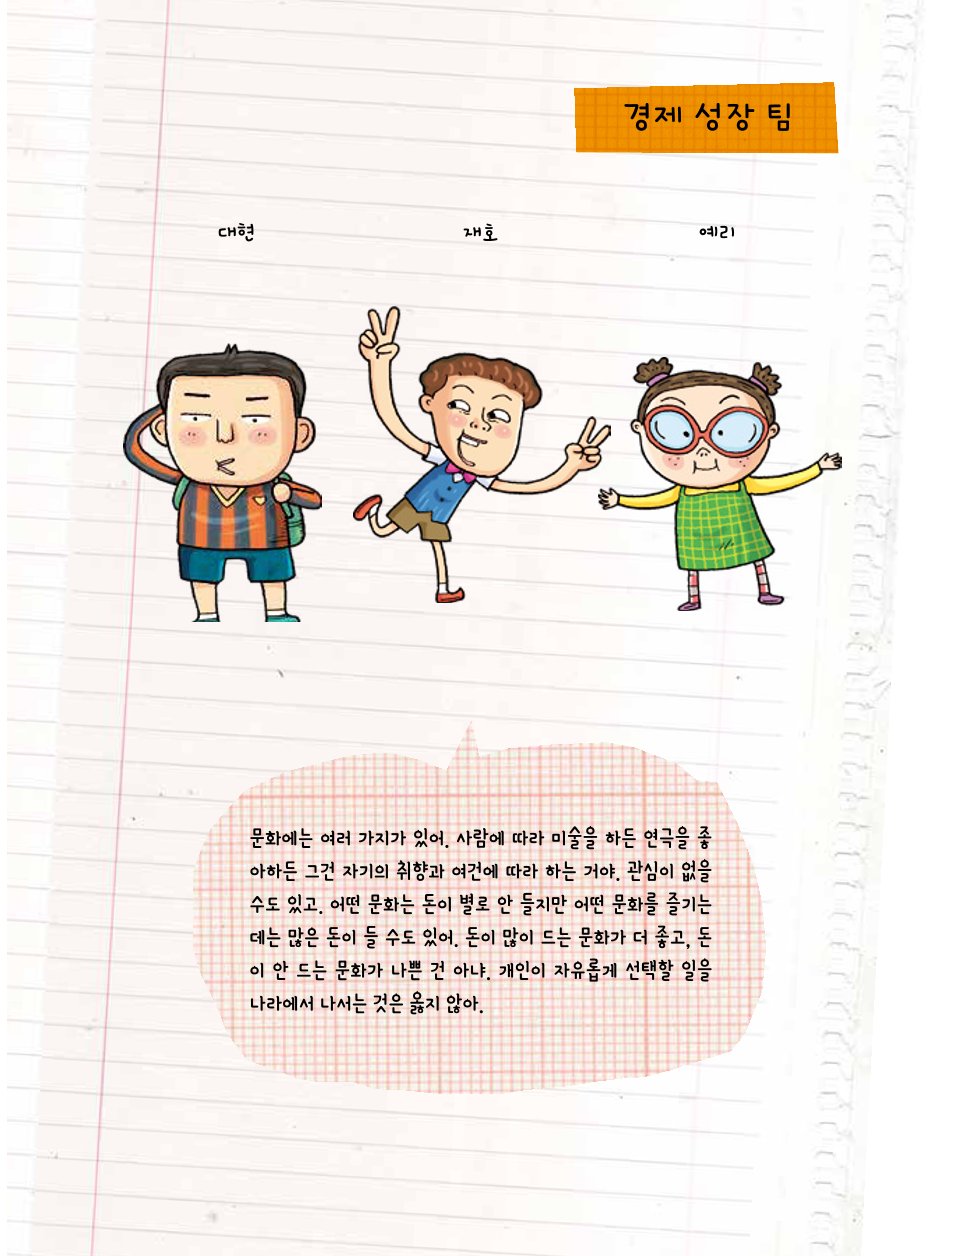 경제 성장 팀
대현
재호
예리
문화에는 여러 가지가 있어. 사람에 따라 미술을 하든 연극을 좋
아하든 그건 자기의 취향과 여건에 따라 하는 거야. 관심이 없을
수도 있고. 어떤 문화는 돈이 별로 안 들지만 어떤 문화를 즐기는
데는 많은 돈이 들 수도 있어. 돈이 많이 드는 문화가 더 좋고, 돈
이 안 드는 문화가 나쁜 건 아냐. 개인이 자유롭게 선택할 일을
나라에서 나서는 것은 옳지 않아.